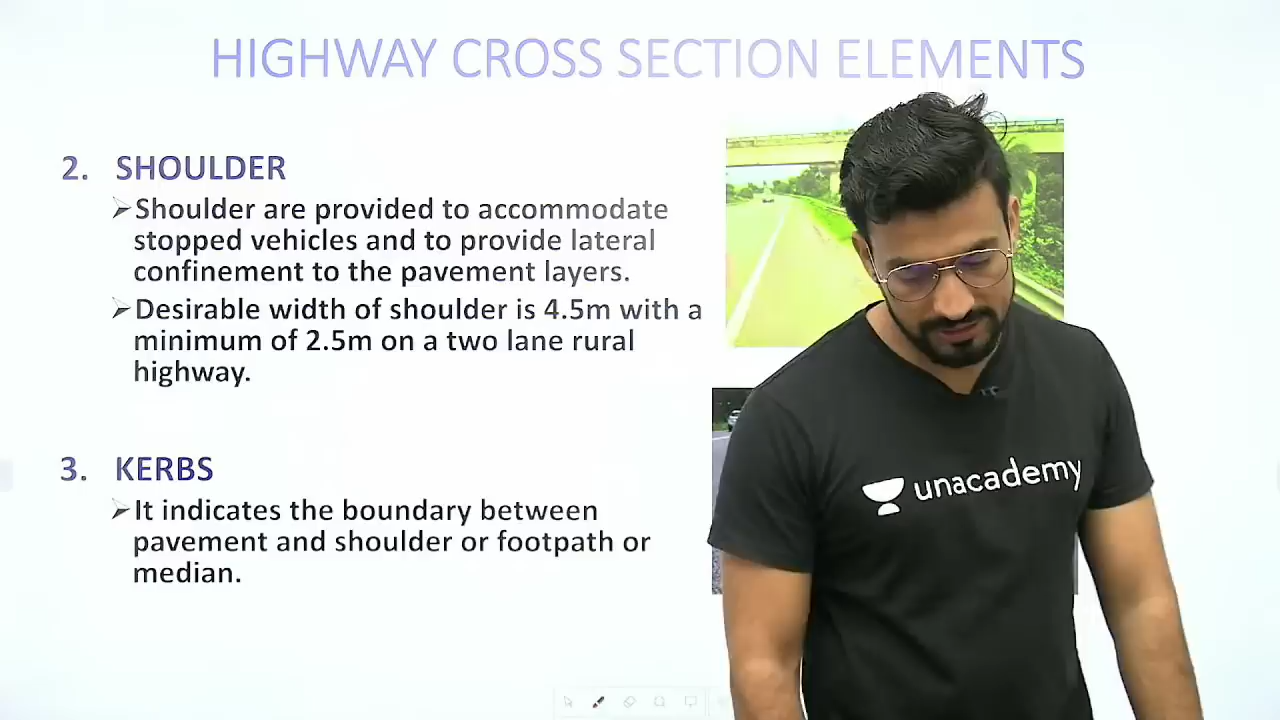 HIGHWAY CROSS SECTION ELEMENTS
2. SHOULDER
➢Shoulder are provided to accommodate
stopped vehicles and to provide lateral
confinement to the pavement layers.
➢Desirable width of shoulder is 4.5m with a
minimum of 2.5m on a two lane rural
highway.
3. KERBS
➢It indicates the boundary between
pavement and shoulder or footpath or
median.
unacademy